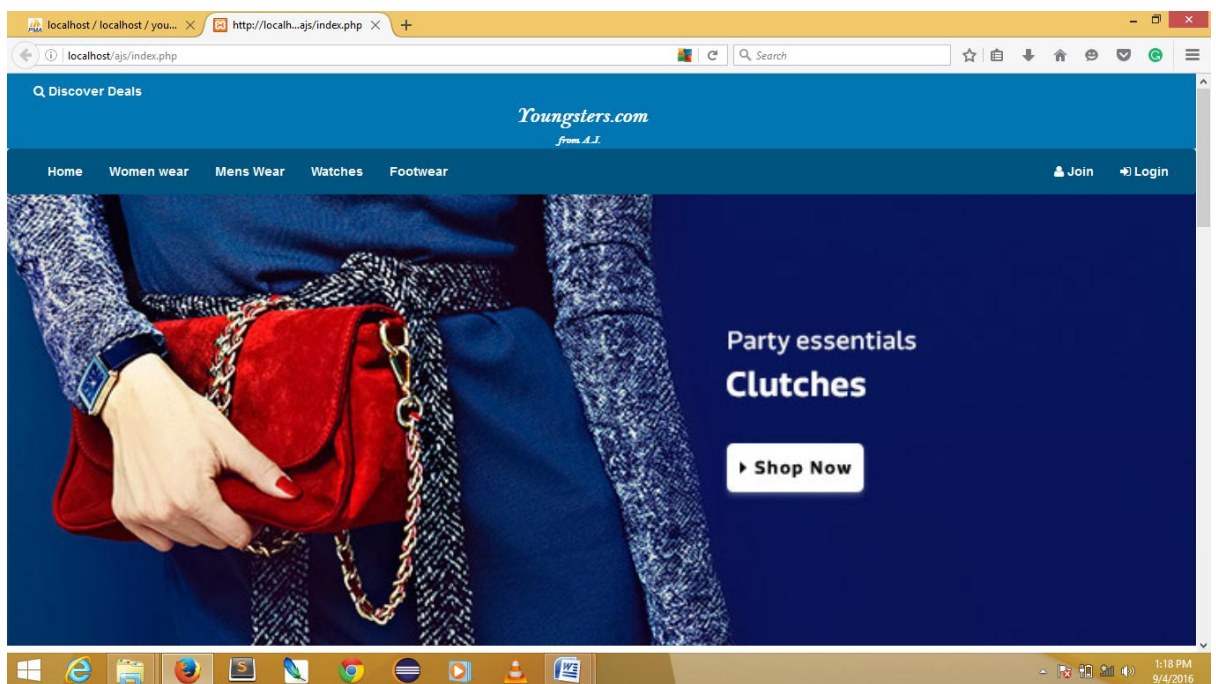 localhost / localhost / you...
http://localh...ajs/index.php
localhost/ajs/index.php
Search
Discover Deals
Youngsters.com
from A.J.
Home Women wear Mens Wear Watches Footwear Join Login
Party essentials
Clutches
Shop Now
1:18 PM
9/4/2016